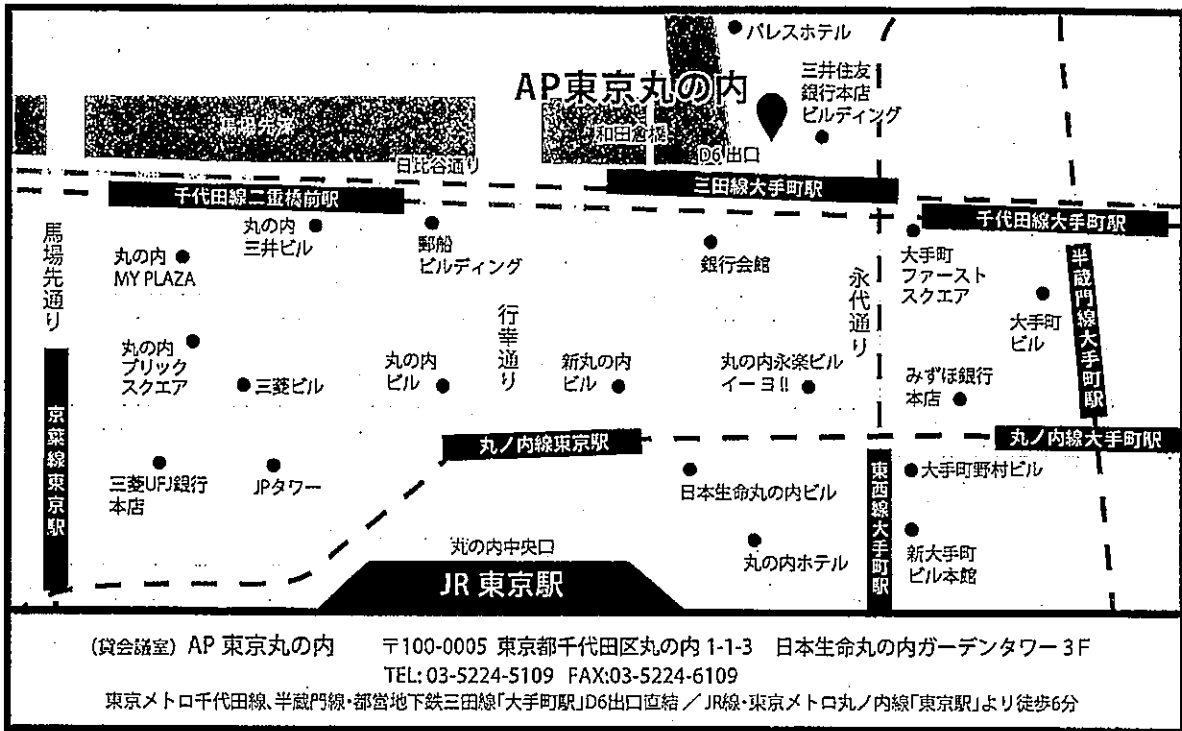 パレスホテル
AP東京丸の内
三井住友
銀行本店
ビルディング
馬場先濠
和田倉橋
D6 出口
日比谷通り
千代田線二重橋前駅
三田線大手町駅
千代田線大手町駅
馬場先通り
丸の内
MY PLAZA
丸の内
三井ビル
郵船
ビルディング
銀行会館
永代通り
大手町
ファースト
スクエア
半蔵門線大手町駅
大手町
ビル
行幸通り
丸の内
ブリック
スクエア
三菱ビル
丸の内
ビル
新丸の内
ビル
丸の内永楽ビル
イーヨ!!
みずほ銀行
本店
京葉線東京駅
丸ノ内線東京駅
丸ノ内線大手町駅
三菱UFJ銀行
本店
JPタワー
日本生命丸の内ビル
東西線大手町駅
大手町野村ビル
丸の内中央口
JR 東京駅
丸の内ホテル
新大手町
ビル本館
(貸会議室) AP 東京丸の内 〒100-0005 東京都千代田区丸の内 1-1-3 日本生命丸の内ガーデンタワー 3F
TEL: 03-5224-5109 FAX:03-5224-6109
東京メトロ千代田線、半蔵門線・都営地下鉄三田線「大手町駅」D6出口直結 / JR線・東京メトロ丸ノ内線「東京駅」より徒歩6分